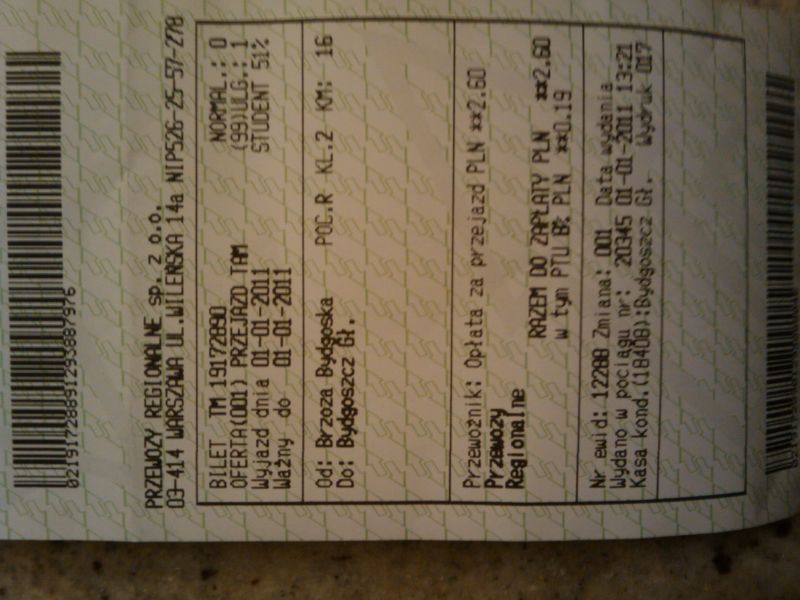 02191728891293887976
PRZEWOZY REGIONALNE sp. z o.o.
03-414 WARSZAWA UL.WILEŃSKA 14a NIP526-25-57-278
BILET TM 19172890 NORMAL.: 0
OFERTA(001) PRZEJAZD TAM (99)ULG.: 1
Wyjazd dnia 01-01-2011 STUDENT 51%
Ważny do 01-01-2011
Od: Brzoza Bydgoska POC.R KL.2 KM: 16
Do: Bydgoszcz Gł.
Przewoźnik: Opłata za przejazd PLN **2.60
Przewozy
Regionalne
RAZEM DO ZAPŁATY PLN **2.60
w tym PTU 8% PLN **0.19
Nr ewid: 12288 Zmiana: 001 Data wydania
Wydano w pociągu nr: 20345 01-01-2011 13:21
Kasa kond.(18408):Bydgoszcz Gł. Wydruk 017